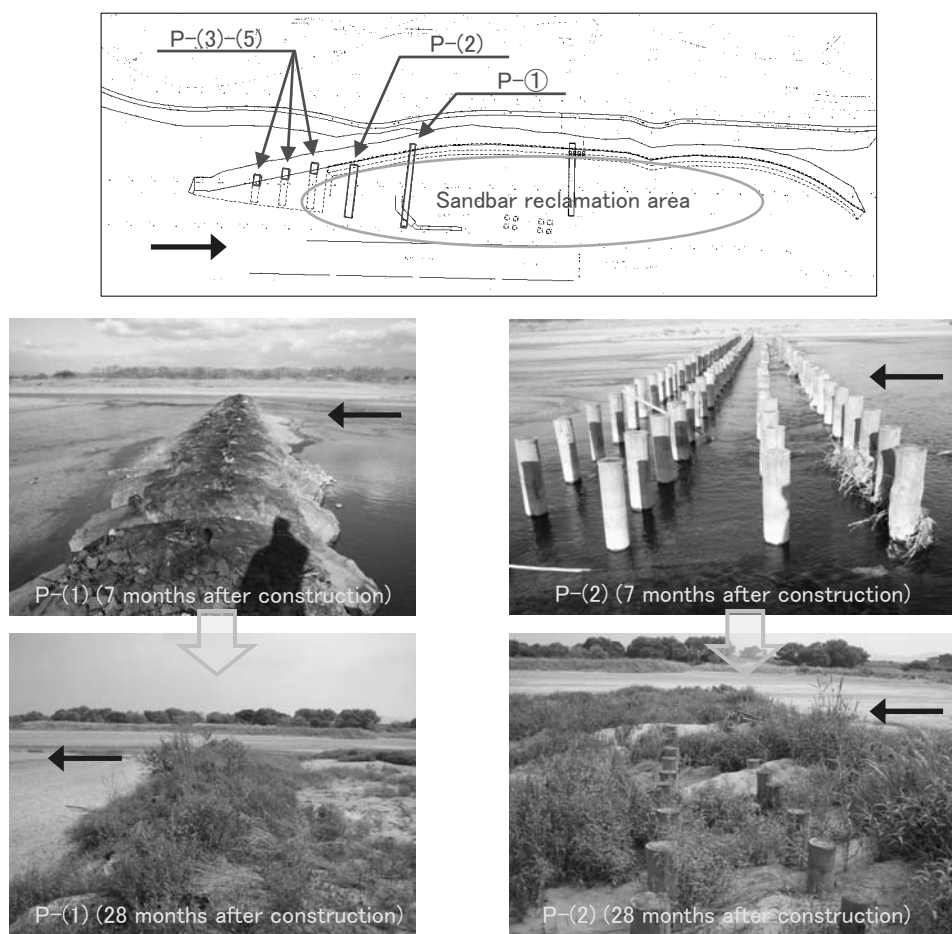 P-(3)-(5)
P-(2)
P-①
Sandbar reclamation area
P-(1) (7 months after construction)
P-(2) (7 months after construction)
P-(1) (28 months after construction)
P-(2) (28 months after construction)